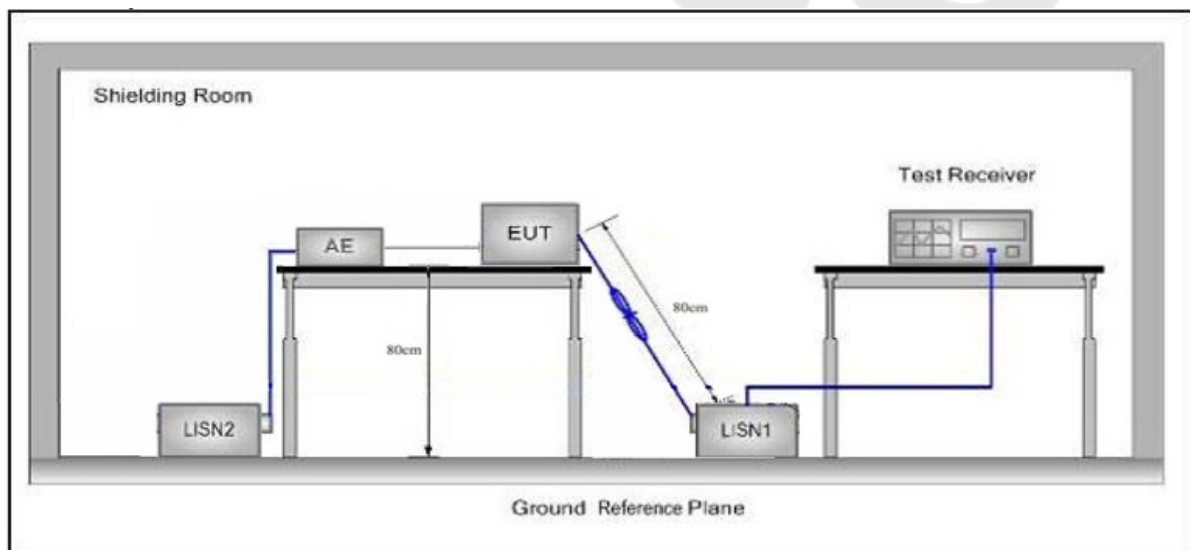 Shielding Room
Test Receiver
AE
EUT
80cm
80cm
LISN2
LISN1
Ground Reference Plane